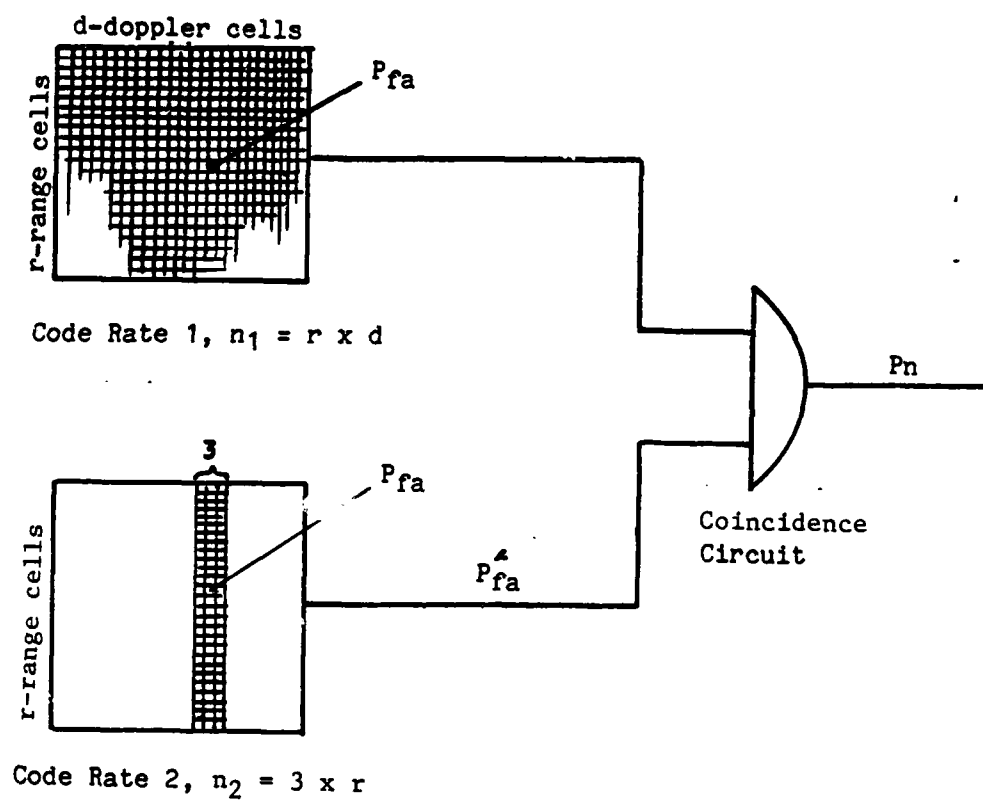 d-doppler cells
r-range cells
Pfa
Code Rate 1, n1 = r x d
Pn
3
Pfa
r-range cells
Pfa
Coincidence
Circuit
Code Rate 2, n2 = 3 x r